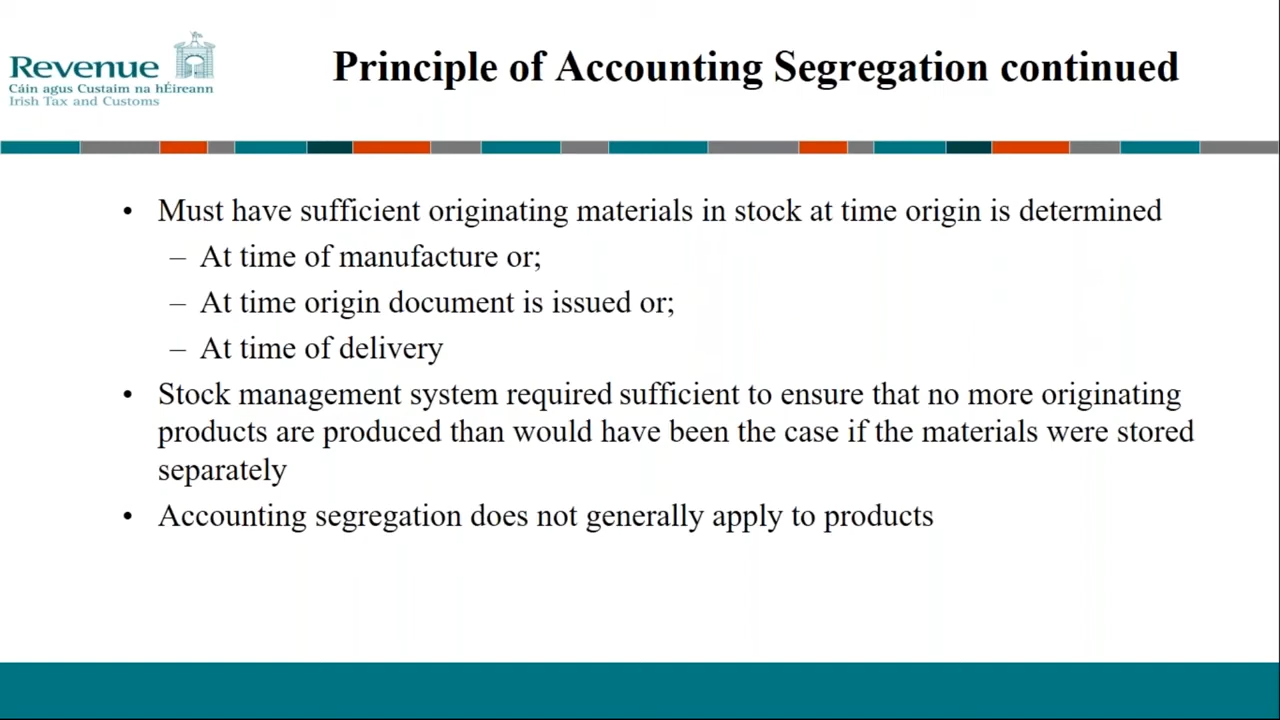 Revenue
Cáin agus Custaim na hÉireann
Irish Tax and Customs
Principle of Accounting Segregation continued
• Must have sufficient originating materials in stock at time origin is determined
– At time of manufacture or;
– At time origin document is issued or;
– At time of delivery
• Stock management system required sufficient to ensure that no more originating
products are produced than would have been the case if the materials were stored
separately
• Accounting segregation does not generally apply to products